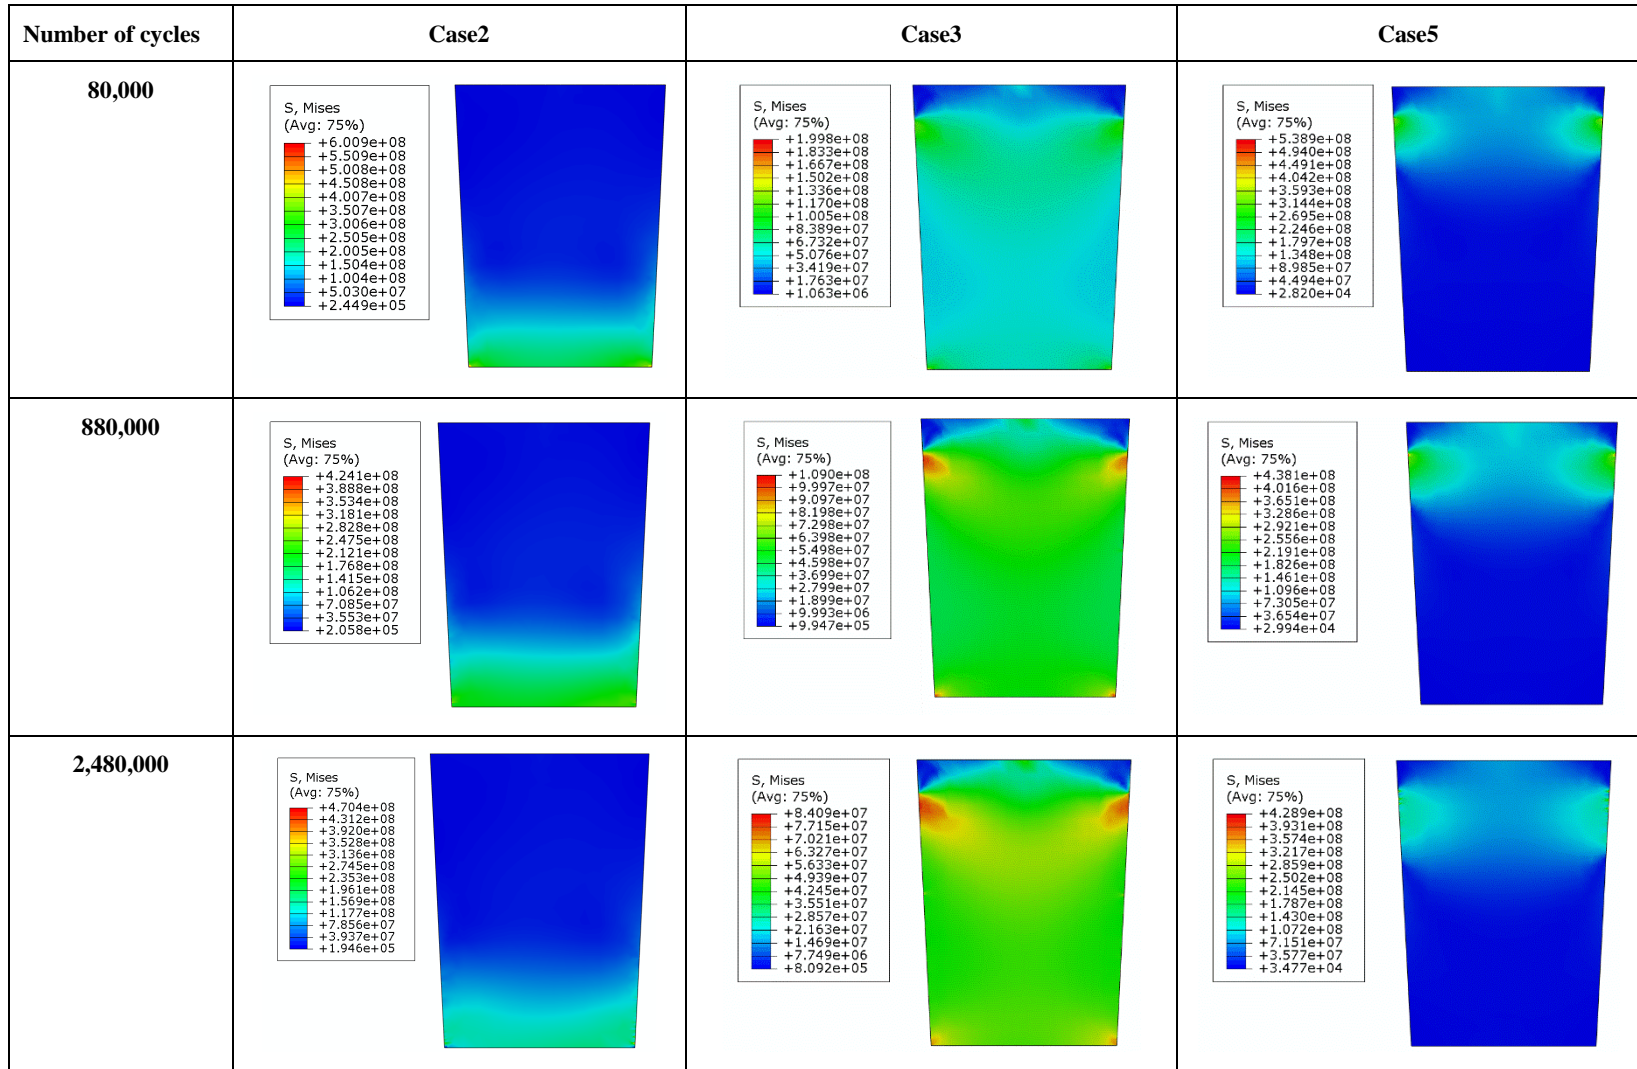 Number of cycles
Case2
Case3
Case5
80,000
S, Mises
(Avg: 75%)
+6.009e+08
+5.509e+08
+5.008e+08
+4.508e+08
+4.007e+08
+3.507e+08
+3.006e+08
+2.505e+08
+2.005e+08
+1.504e+08
+1.004e+08
+5.030e+07
+2.449e+05
S, Mises
(Avg: 75%)
+1.998e+08
+1.833e+08
+1.667e+08
+1.502e+08
+1.336e+08
+1.170e+08
+1.005e+08
+8.389e+07
+6.732e+07
+5.076e+07
+3.419e+07
+1.763e+07
+1.063e+06
S, Mises
(Avg: 75%)
+5.389e+08
+4.940e+08
+4.491e+08
+4.042e+08
+3.593e+08
+3.144e+08
+2.695e+08
+2.246e+08
+1.797e+08
+1.348e+08
+8.985e+07
+4.494e+07
+2.820e+04
880,000
S, Mises
(Avg: 75%)
+4.241e+08
+3.888e+08
+3.534e+08
+3.181e+08
+2.828e+08
+2.475e+08
+2.121e+08
+1.768e+08
+1.415e+08
+1.062e+08
+7.085e+07
+3.553e+07
+2.058e+05
S, Mises
(Avg: 75%)
+1.090e+08
+9.997e+07
+9.097e+07
+8.198e+07
+7.298e+07
+6.398e+07
+5.498e+07
+4.598e+07
+3.699e+07
+2.799e+07
+1.899e+07
+9.993e+06
+9.947e+05
S, Mises
(Avg: 75%)
+4.381e+08
+4.016e+08
+3.651e+08
+3.286e+08
+2.921e+08
+2.556e+08
+2.191e+08
+1.826e+08
+1.461e+08
+1.096e+08
+7.305e+07
+3.654e+07
+2.994e+04
2,480,000
S, Mises
(Avg: 75%)
+4.704e+08
+4.312e+08
+3.920e+08
+3.528e+08
+3.136e+08
+2.745e+08
+2.353e+08
+1.961e+08
+1.569e+08
+1.177e+08
+7.856e+07
+3.937e+07
+1.946e+05
S, Mises
(Avg: 75%)
+8.409e+07
+7.715e+07
+7.021e+07
+6.327e+07
+5.633e+07
+4.939e+07
+4.245e+07
+3.551e+07
+2.857e+07
+2.163e+07
+1.469e+07
+7.749e+06
+8.092e+05
S, Mises
(Avg: 75%)
+4.289e+08
+3.931e+08
+3.574e+08
+3.217e+08
+2.859e+08
+2.502e+08
+2.145e+08
+1.787e+08
+1.430e+08
+1.072e+08
+7.151e+07
+3.577e+07
+3.477e+04